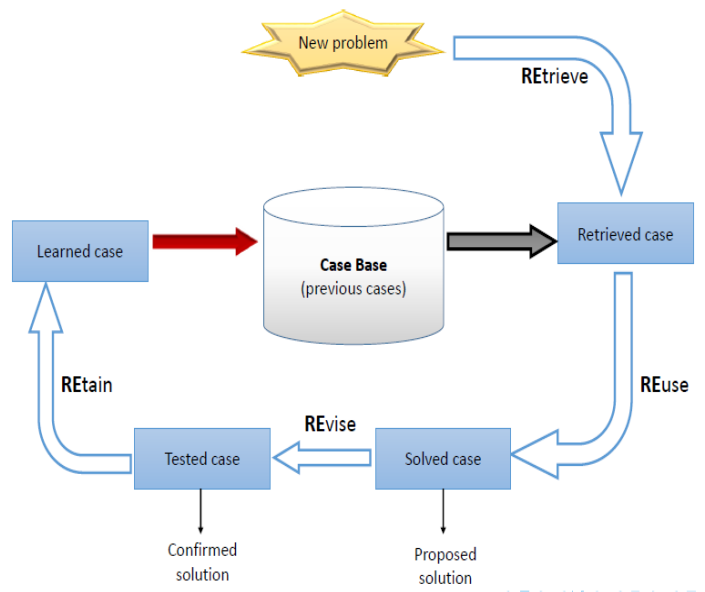 New problem
REtrieve
Retrieved case
Learned case
Case Base
(previous cases)
REtain
REuse
REvise
Tested case
Solved case
Confirmed
solution
Proposed
solution